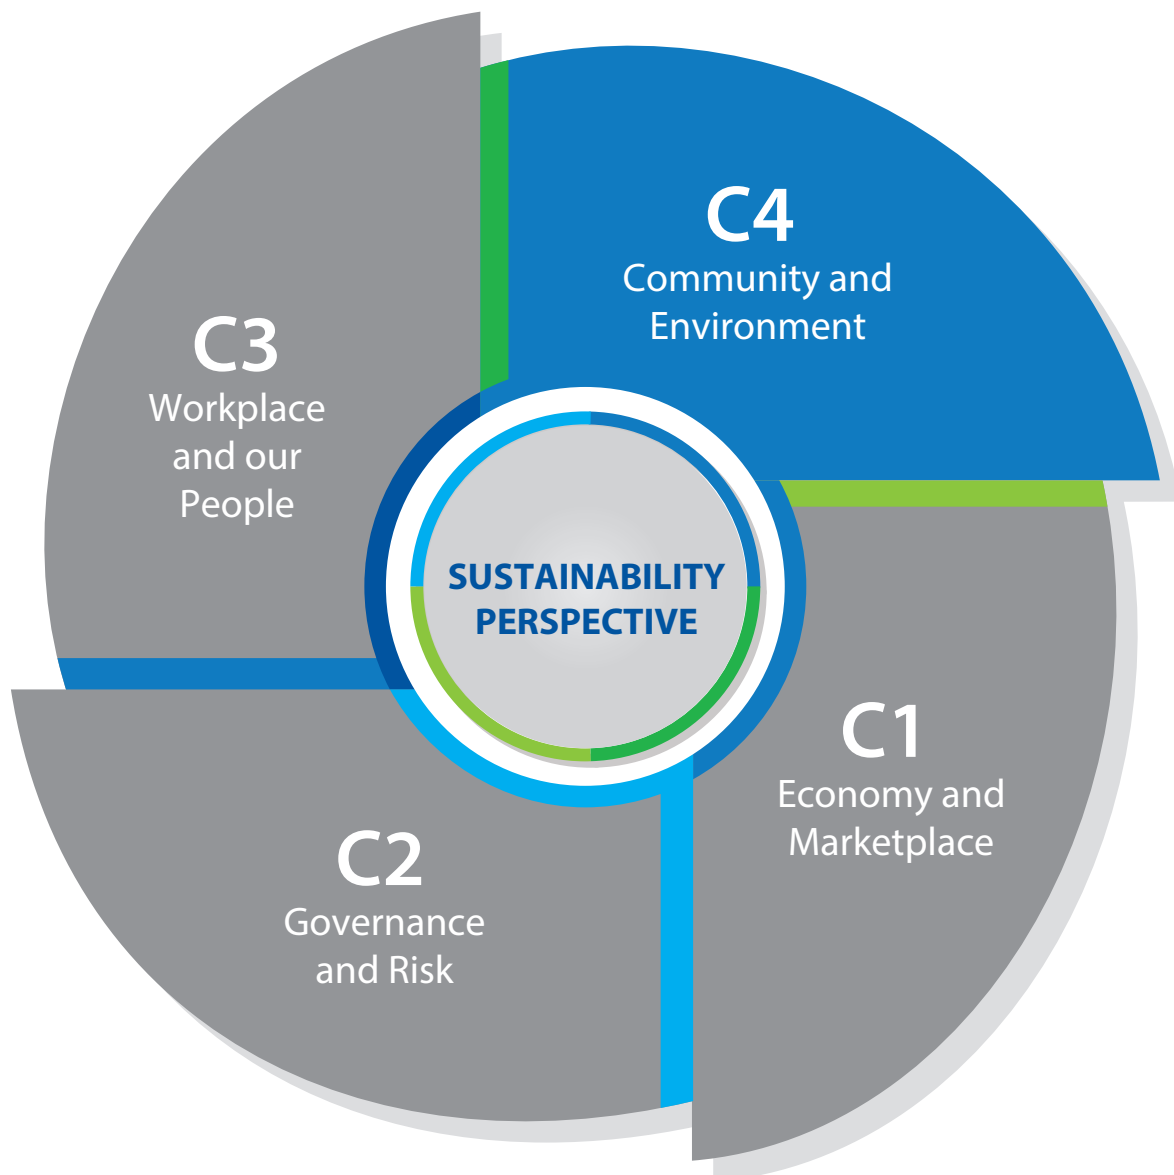 C4
Community and
Environment
C3
Workplace
and our
People
SUSTAINABILITY
PERSPECTIVE
C1
Economy and
Marketplace
C2
Governance
and Risk